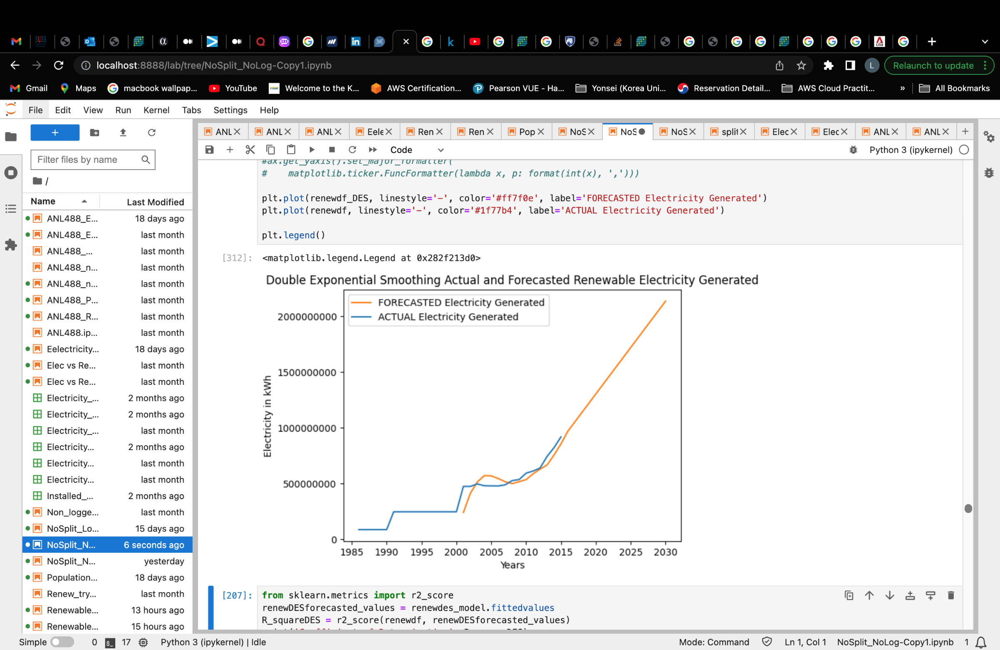 SUSS
cna
localhost:8888/lab/tree/NoSplit_NoLog-Copy1.ipynb
L
Relaunch to update
Gmail
Maps
macbook wallpap...
YouTube
Welcome to the K...
AWS Certification...
Pearson VUE - Ha...
Yonsei (Korea Uni...
Reservation Detail...
AWS Cloud Practit...
»
All Bookmarks
File Edit View Run Kernel Tabs Settings Help
ANL
ANL
ANL
Eele
Ren
Ren
Pop
NoS
NoS
NoS
split
Elec
Elec
ANL
ANL
Code
Python 3 (ipykernel)
Filter files by name
/
Name Last Modified
ANL488_E... 18 days ago
ANL488_E... last month
ANL488_... last month
ANL488_n... last month
ANL488_n... last month
ANL488_P... last month
ANL488_R... last month
ANL488.ip... last month
Eelectricity... 18 days ago
Elec vs Re... last month
Elec vs Re... last month
Electricity_... 2 months ago
Electricity_... 2 months ago
Electricity_... last month
Electricity... 2 months ago
Electricity... last month
Electricity... last month
Installed_... 2 months ago
Non_logge... last month
NoSplit_Lo... 15 days ago
NoSplit_N... 6 seconds ago
NoSplit_N... yesterday
Population... 18 days ago
Renew_try... last month
Renewable... 13 hours ago
Renewable... 15 hours ago
#ax.get_yaxis().set_major_formatter(
#    matplotlib.ticker.FuncFormatter(lambda x, p: format(int(x), ',')))
plt.plot(renewdf_DES, linestyle='-', color='#ff7f0e', label='FORECASTED Electricity Generated')
plt.plot(renewdf, linestyle='-', color='#1f77b4', label='ACTUAL Electricity Generated')
plt.legend()
[312]: <matplotlib.legend.Legend at 0x282f213d0>
Double Exponential Smoothing Actual and Forecasted Renewable Electricity Generated
FORECASTED Electricity Generated
ACTUAL Electricity Generated
2000000000
1500000000
1000000000
500000000
0
Electricity in kWh
1985 1990 1995 2000 2005 2010 2015 2020 2025 2030
Years
[207]: from sklearn.metrics import r2_score
renewDESforecasted_values = renewdes_model.fittedvalues
R_squareDES = r2_score(renewdf, renewDESforecasted_values)
Simple 0 17 Python 3 (ipykernel) | Idle
Mode: Command Ln 1, Col 1 NoSplit_NoLog-Copy1.ipynb 1